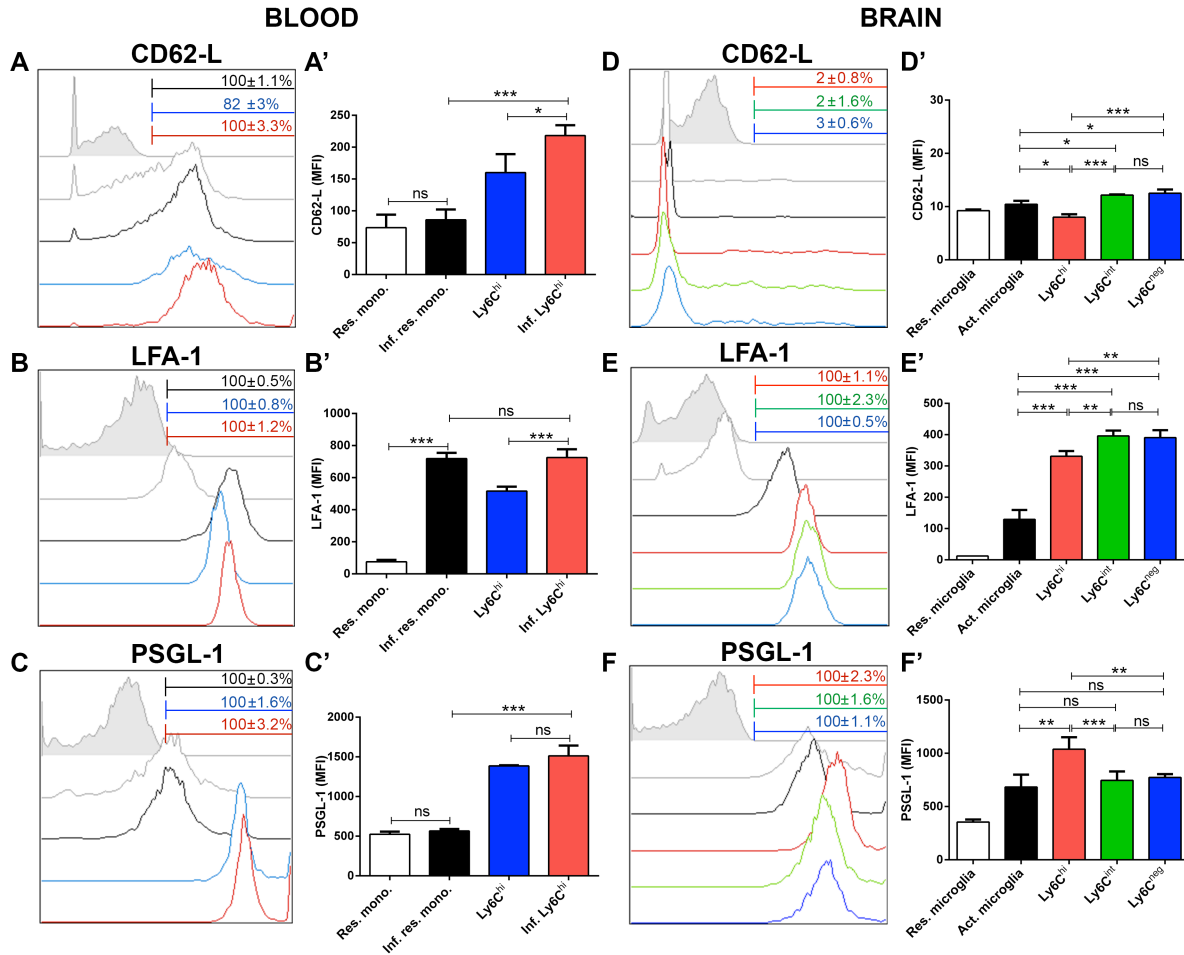 BLOOD
BRAIN
A
CD62-L
100±1.1%
82 ±3%
100±3.3%
A’
***
*
ns
CD62-L (MFI)
250
200
150
100
50
0
Res. mono.
Inf. res. mono.
Ly6Chi
Inf. Ly6Chi
D
CD62-L
2±0.8%
2±1.6%
3±0.6%
D’
***
*
*
*
***
ns
CD62-L (MFI)
30
20
10
0
Res. microglia
Act. microglia
Ly6Chi
Ly6Cint
Ly6Cneg
B
LFA-1
100±0.5%
100±0.8%
100±1.2%
B’
ns
***
***
LFA-1 (MFI)
1000
800
600
400
200
0
Res. mono.
Inf. res. mono.
Ly6Chi
Inf. Ly6Chi
E
LFA-1
100±1.1%
100±2.3%
100±0.5%
E’
**
***
***
***
**
ns
LFA-1 (MFI)
500
400
300
200
100
0
Res. microglia
Act. microglia
Ly6Chi
Ly6Cint
Ly6Cneg
C
PSGL-1
100±0.3%
100±1.6%
100±3.2%
C’
***
ns
ns
PSGL-1 (MFI)
2000
1500
1000
500
0
Res. mono.
Inf. res. mono.
Ly6Chi
Inf. Ly6Chi
F
PSGL-1
100±2.3%
100±1.6%
100±1.1%
F’
**
ns
ns
**
***
ns
PSGL-1 (MFI)
1500
1000
500
0
Res. microglia
Act. microglia
Ly6Chi
Ly6Cint
Ly6Cneg